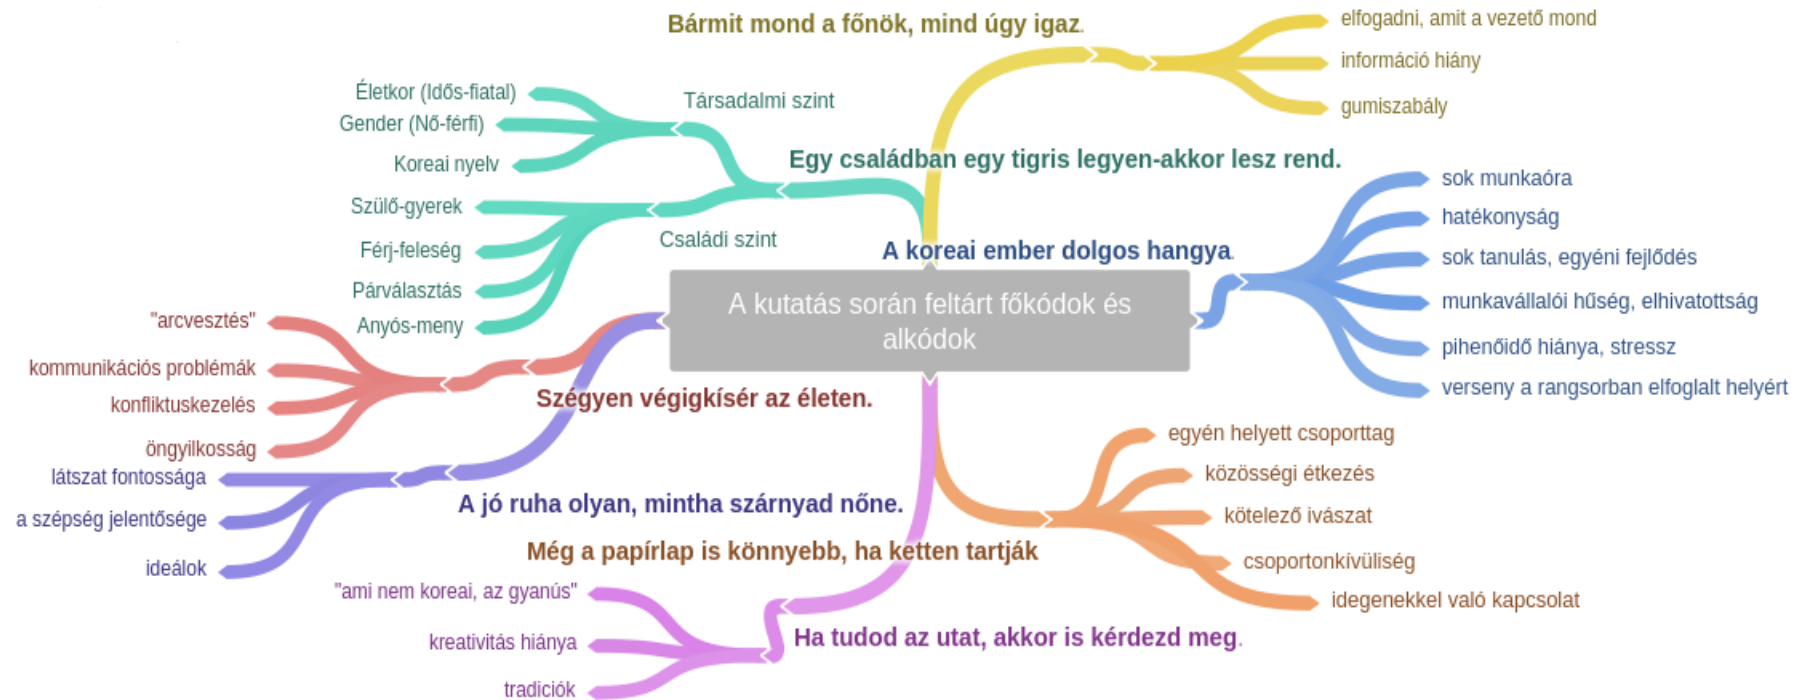 A kutatás során feltárt főkódok és
alkódok
Bármit mond a főnök, mind úgy igaz.
elfogadni, amit a vezető mond
információ hiány
gumiszabály
Egy családban egy tigris legyen-akkor lesz rend.
Társadalmi szint
Életkor (Idős-fiatal)
Gender (Nő-férfi)
Koreai nyelv
Családi szint
Szülő-gyerek
Férj-feleség
Párválasztás
Anyós-meny
A koreai ember dolgos hangya.
sok munkaóra
hatékonyság
sok tanulás, egyéni fejlődés
munkavállalói hűség, elhivatottság
pihenőidő hiánya, stressz
verseny a rangsorban elfoglalt helyért
Szégyen végigkísér az életen.
"arcvesztés"
kommunikációs problémák
konfliktuskezelés
öngyilkosság
A jó ruha olyan, mintha szárnyad nőne.
látszat fontossága
a szépség jelentősége
ideálok
Még a papírlap is könnyebb, ha ketten tartják
egyén helyett csoporttag
közösségi étkezés
kötelező ivászat
csoportonkívüliség
idegenekkel való kapcsolat
Ha tudod az utat, akkor is kérdezd meg.
"ami nem koreai, az gyanús"
kreativitás hiánya
tradiciók